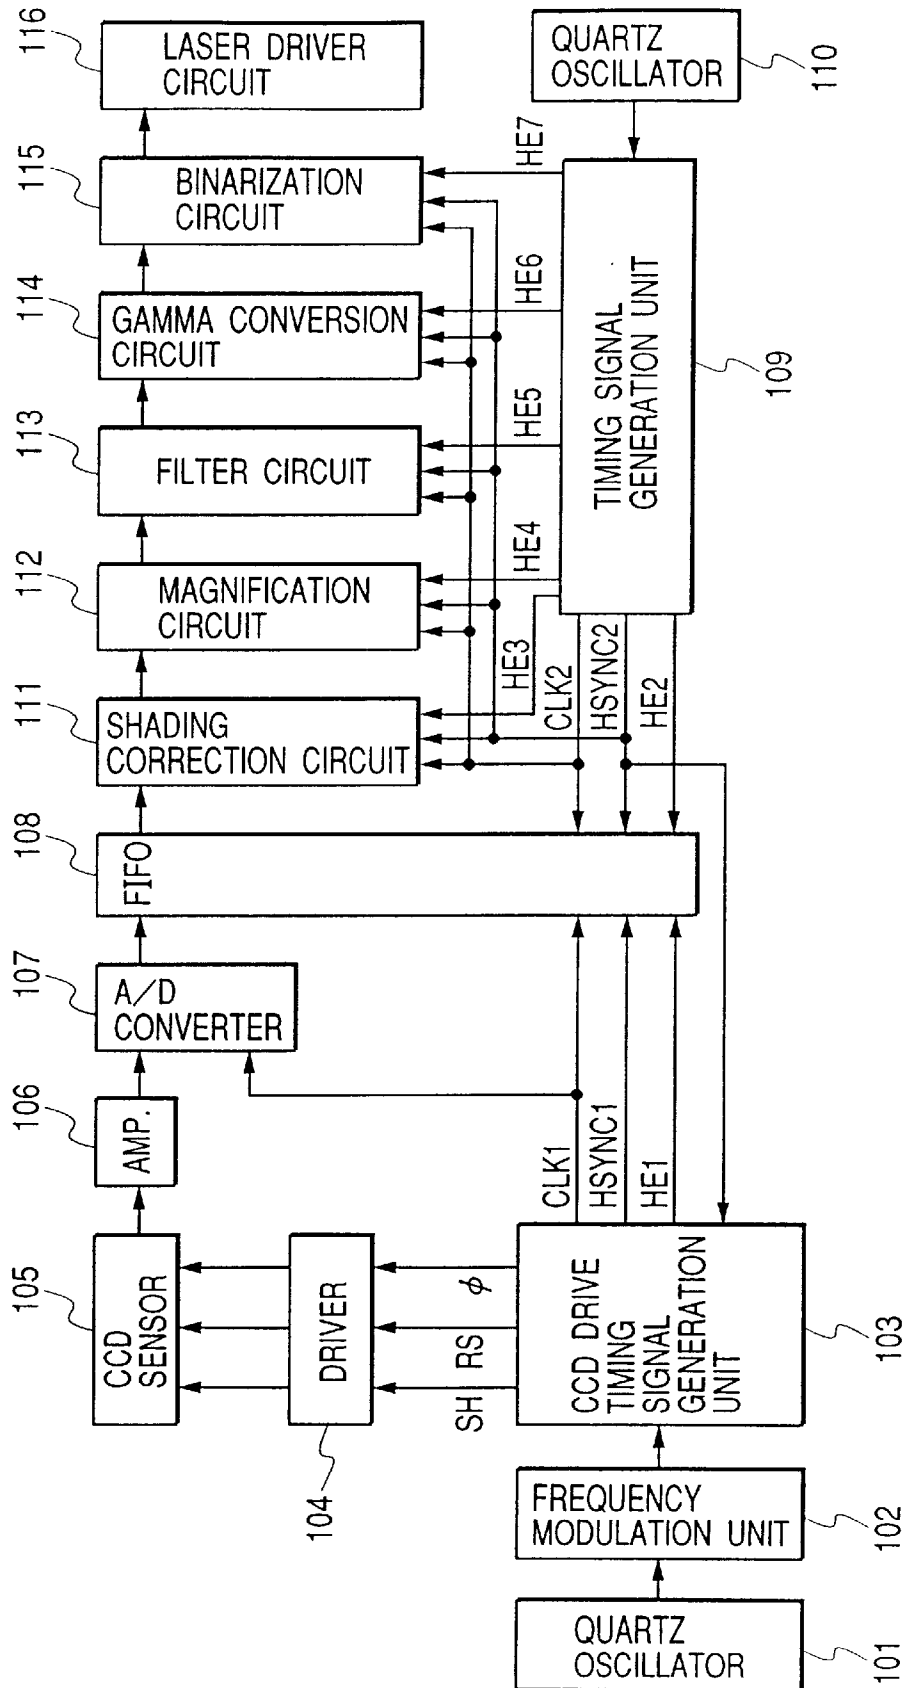 116
LASER DRIVER
CIRCUIT
115
BINARIZATION
CIRCUIT
114
GAMMA CONVERSION
CIRCUIT
113
FILTER CIRCUIT
112
MAGNIFICATION
CIRCUIT
111
SHADING
CORRECTION CIRCUIT
108
FIFO
107
A/D
CONVERTER
106
AMP.
105
CCD
SENSOR
104
DRIVER
SH
RS
φ
CLK1
HSYNC1
HE1
CLK2
HSYNC2
HE2
HE3
HE4
HE5
HE6
HE7
QUARTZ
OSCILLATOR
110
TIMING SIGNAL
GENERATION UNIT
109
CCD DRIVE
TIMING
SIGNAL
GENERATION
UNIT
103
FREQUENCY
MODULATION UNIT
102
QUARTZ
OSCILLATOR
101